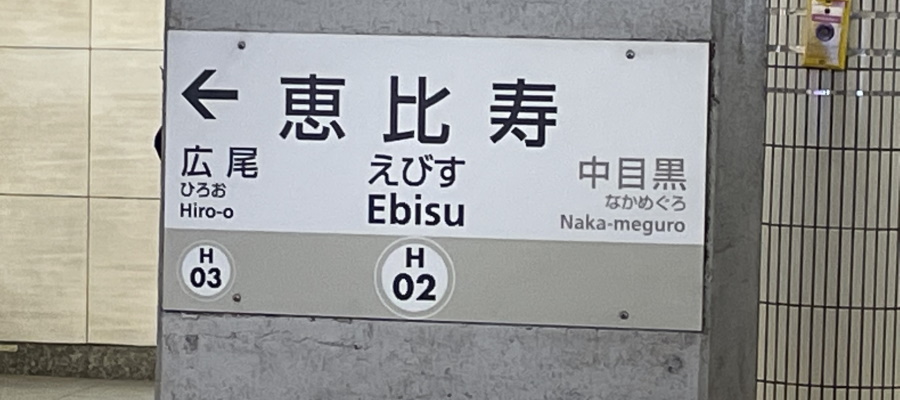 ← 恵比寿
広尾
ひろお
Hiro-o
えびす
Ebisu
中目黒
なかめぐろ
Naka-meguro
H
03
H
02